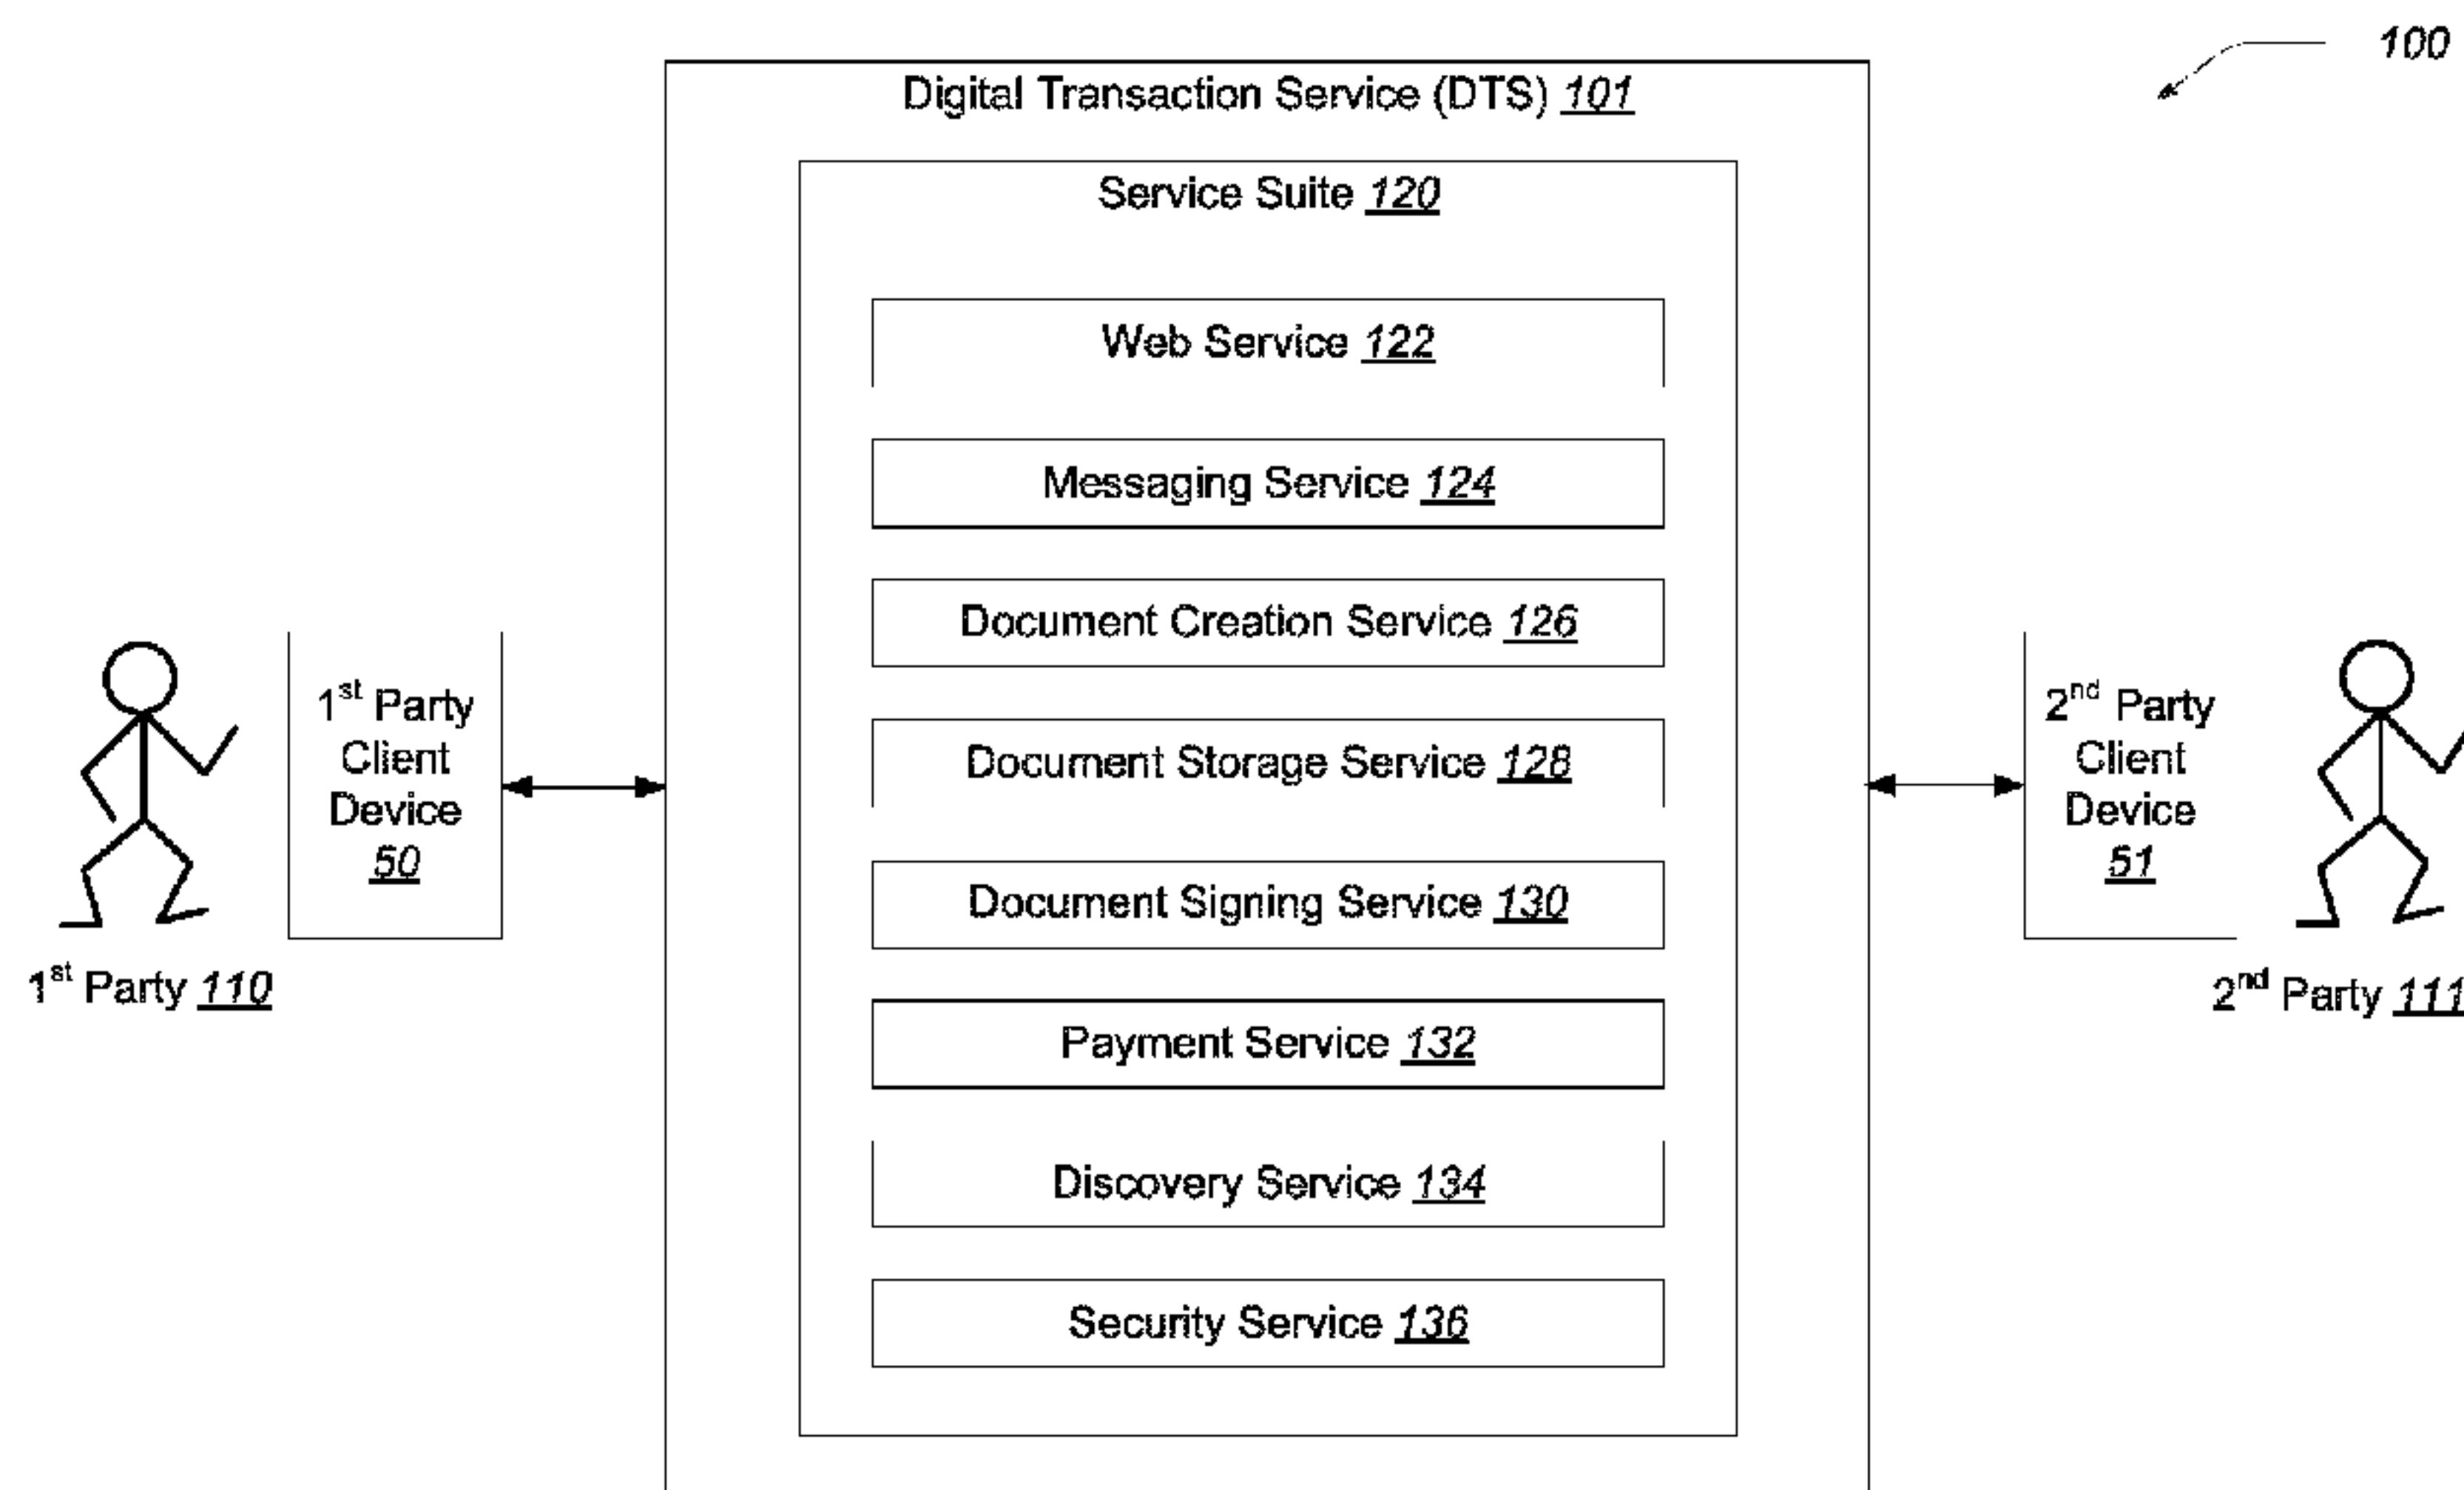 100
Digital Transaction Service (DTS) 101
Service Suite 120
Web Service 122
Messaging Service 124
Document Creation Service 126
Document Storage Service 128
Document Signing Service 130
Payment Service 132
Discovery Service 134
Security Service 136
1st Party
Client
Device
50
1st Party 110
2nd Party
Client
Device
51
2nd Party 111